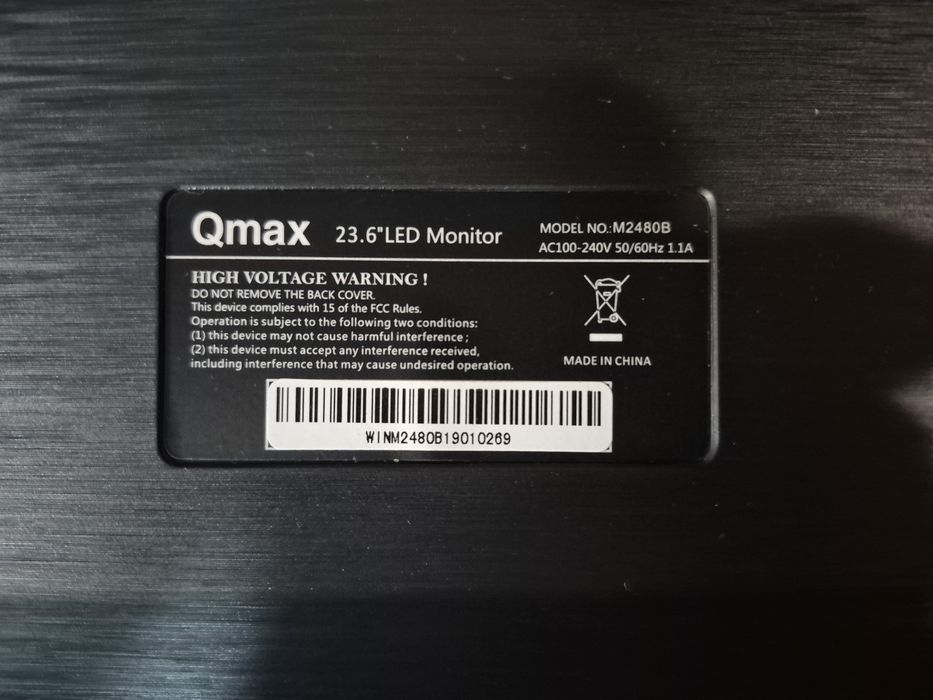 Qmax 23.6"LED Monitor
MODEL NO.:M2480B
AC100-240V 50/60Hz 1.1A
HIGH VOLTAGE WARNING !
DO NOT REMOVE THE BACK COVER.
This device complies with 15 of the FCC Rules.
Operation is subject to the following two conditions:
(1) this device may not cause harmful interference ;
(2) this device must accept any interference received,
including interference that may cause undesired operation.
MADE IN CHINA
WINM2480B19010269